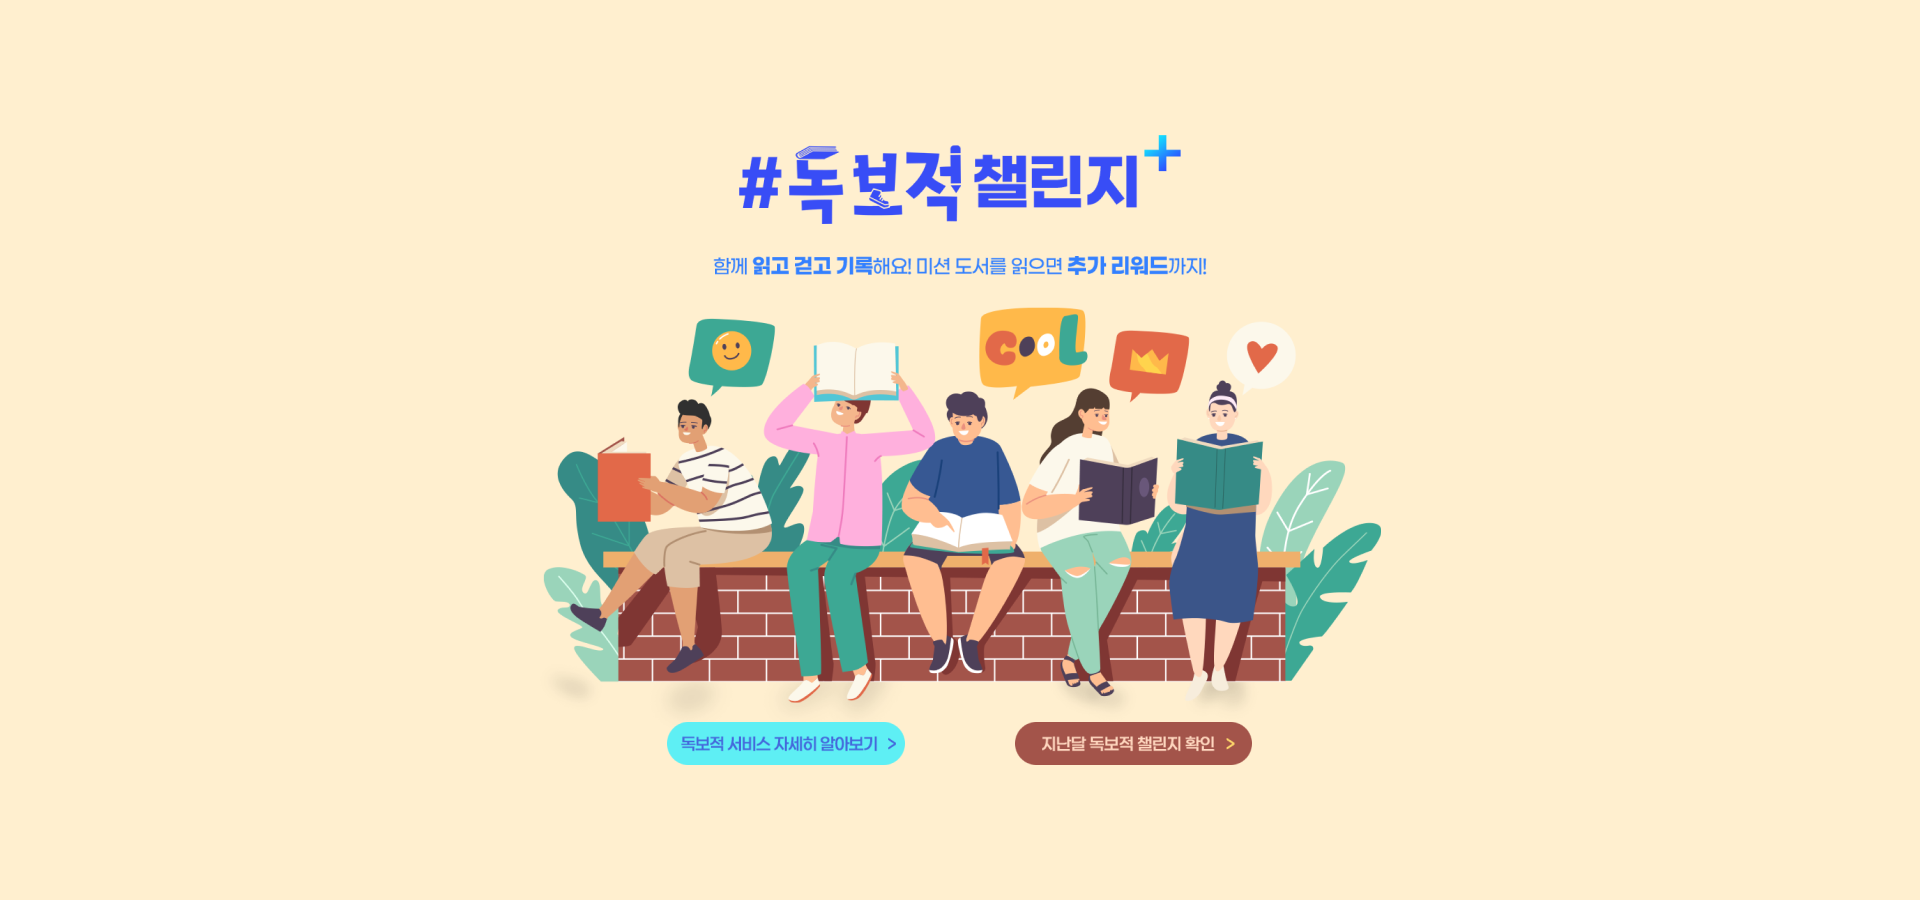 #독보적 챌린지+
함께 읽고 걷고 기록해요! 미션 도서를 읽으면 추가 리워드까지!
cool
독보적 서비스 자세히 알아보기 >
지난달 독보적 챌린지 확인 >